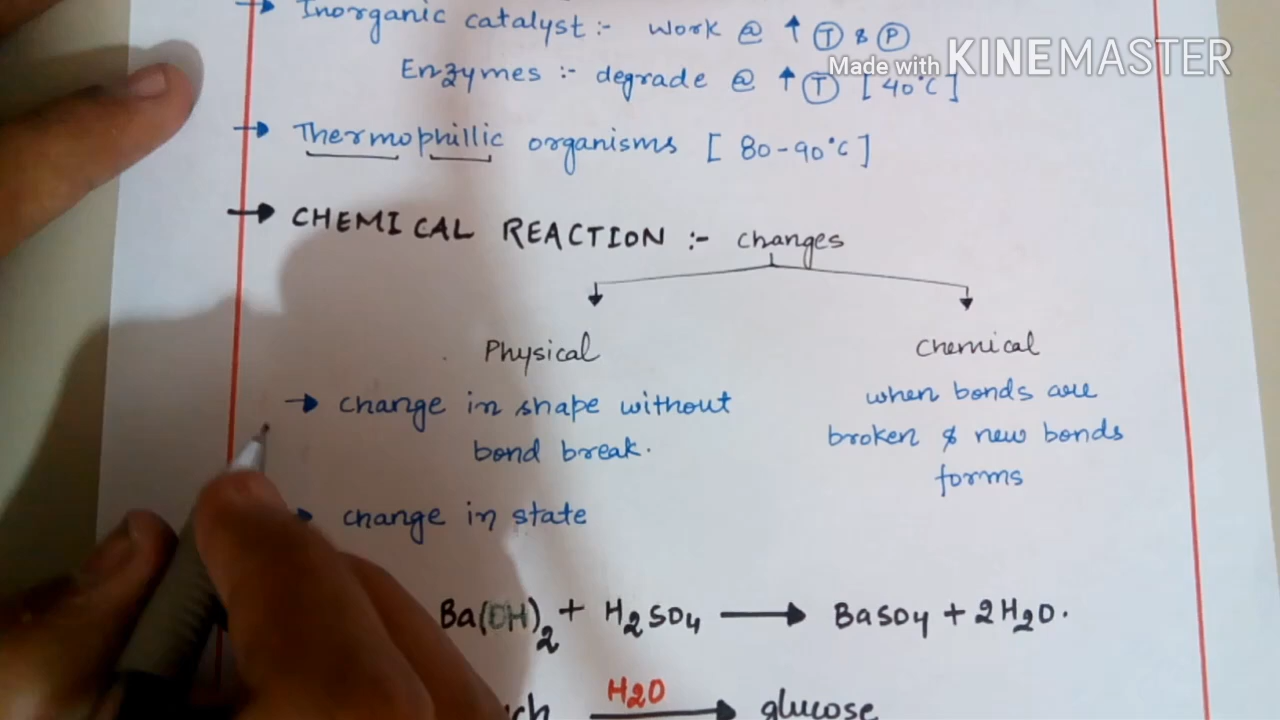 → Inorganic catalyst :- work @ ↑ Ⓣ & Ⓟ
Made with KINEMASTER
Enzymes :- degrade @ ↑ Ⓣ [40°C]
→ Thermophillic organisms [80-90°C]
→ CHEMICAL REACTION :- changes
Physical
→ change in shape without
bond break.
→ change in state
Chemical
when bonds are
broken & new bonds
forms
Ba(OH)2 + H2SO4 → BaSO4 + 2H2O.
H2O
→ glucose